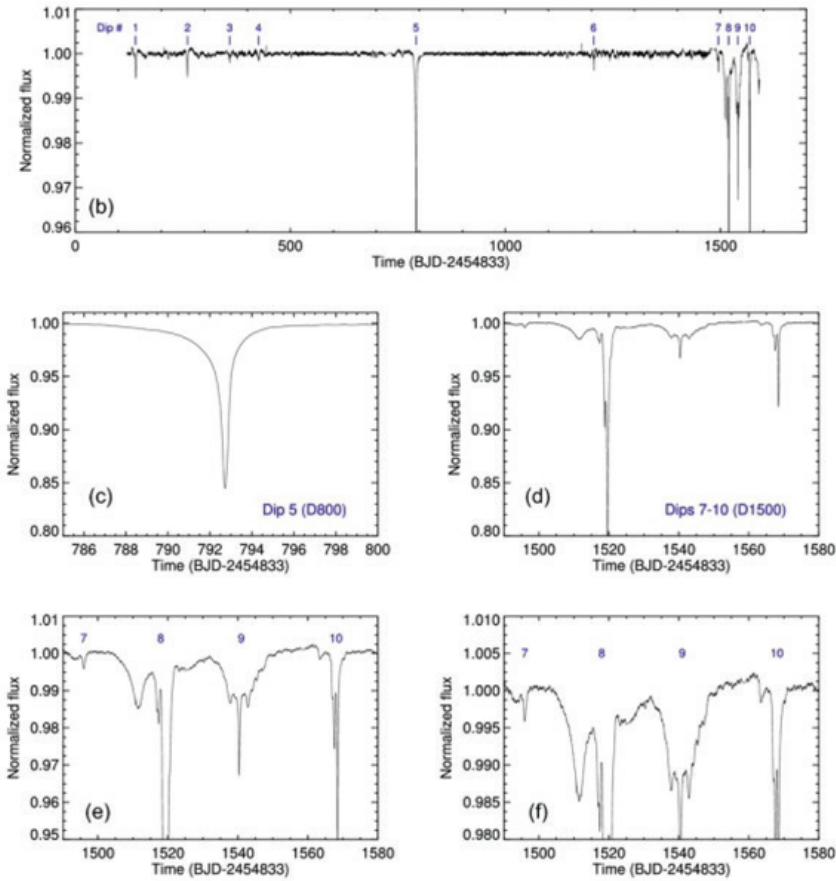 Dip # 1 2 3 4 5 6 7 8 9 10
1.00
0.99
0.98
0.97
0.96
Normalized flux
(b)
0 500 1000 1500
Time (BJD-2454833)
1.00
0.95
0.90
0.85
0.80
Normalized flux
(c)
Dip 5 (D800)
786 788 790 792 794 796 798 800
Time (BJD-2454833)
1.00
0.95
0.90
0.85
0.80
Normalized flux
(d)
Dips 7-10 (D1500)
1500 1520 1540 1560 1580
Time (BJD-2454833)
1.01
1.00
0.99
0.98
0.97
0.96
0.95
Normalized flux
7 8 9 10
(e)
1500 1520 1540 1560 1580
Time (BJD-2454833)
1.010
1.005
1.000
0.995
0.990
0.985
0.980
Normalized flux
7 8 9 10
(f)
1500 1520 1540 1560 1580
Time (BJD-2454833)